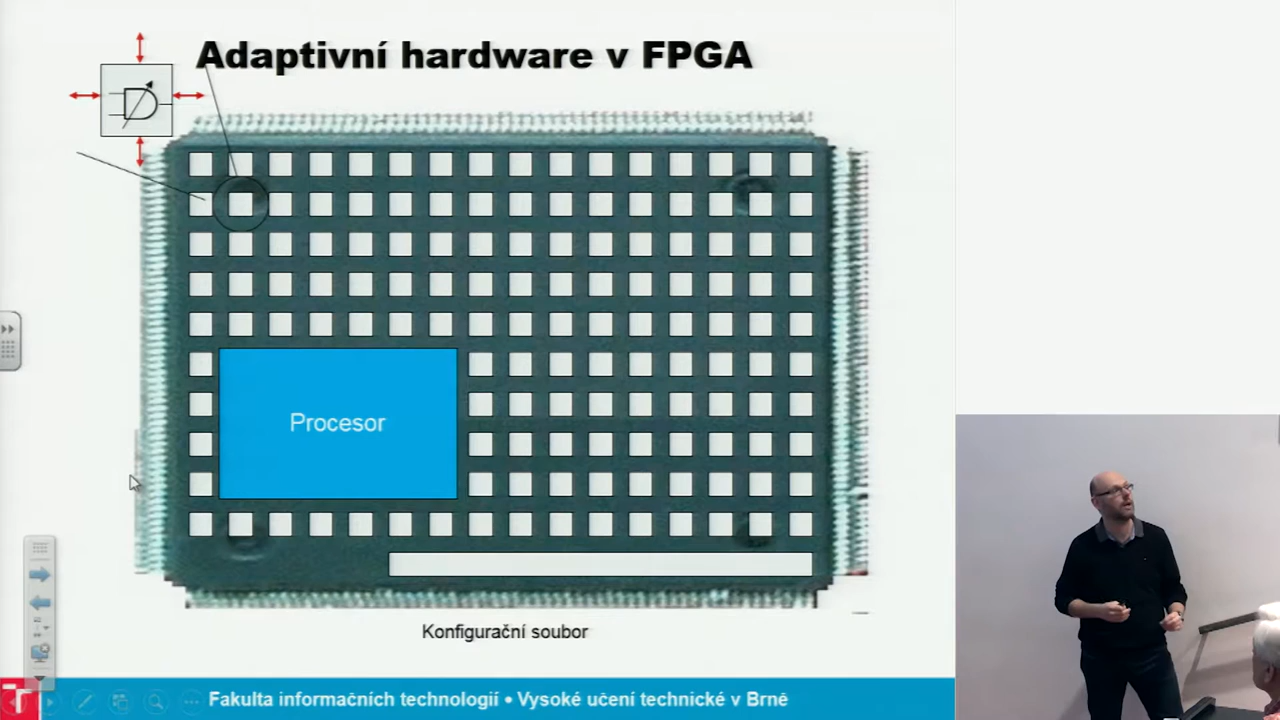 Adaptivní hardware v FPGA
Procesor
Konfigurační soubor
Fakulta informačních technologií • Vysoké učení technické v Brně